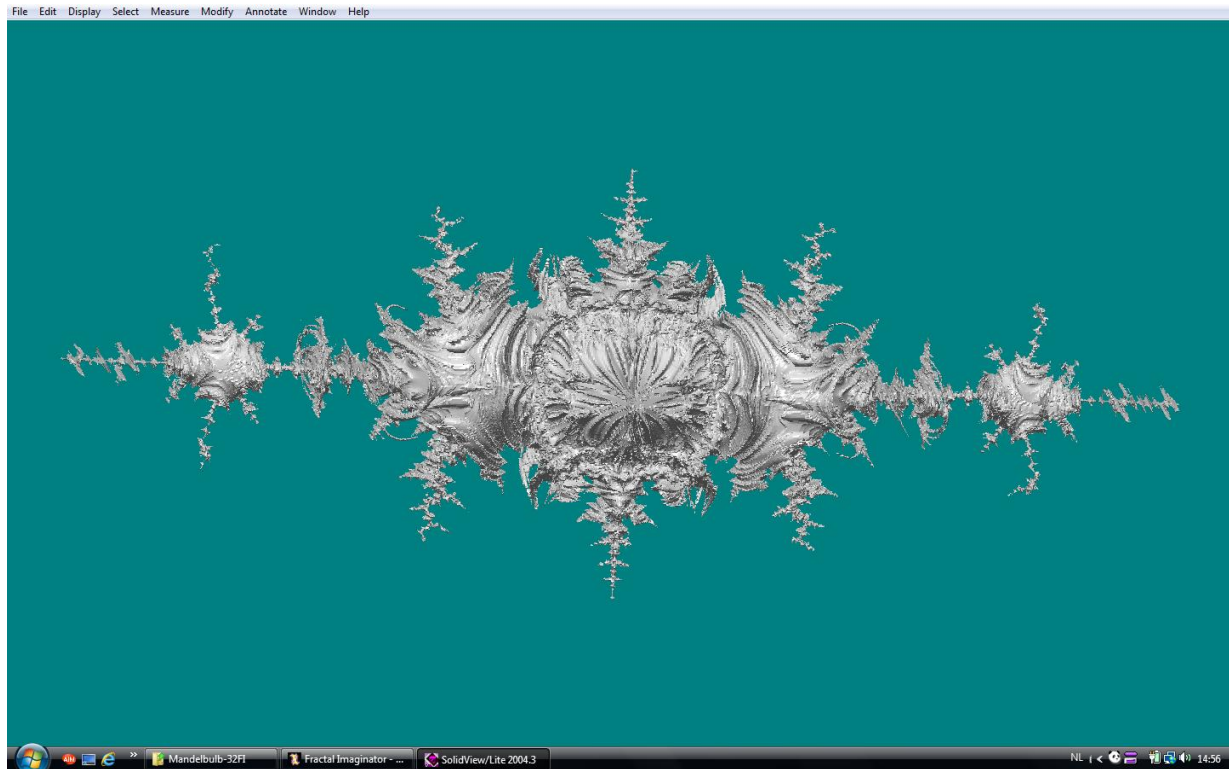 File Edit Display Select Measure Modify Annotate Window Help
Mandelbulb-32FI Fractal Imaginator - ... SolidView/Lite 2004.3 NL 14:56